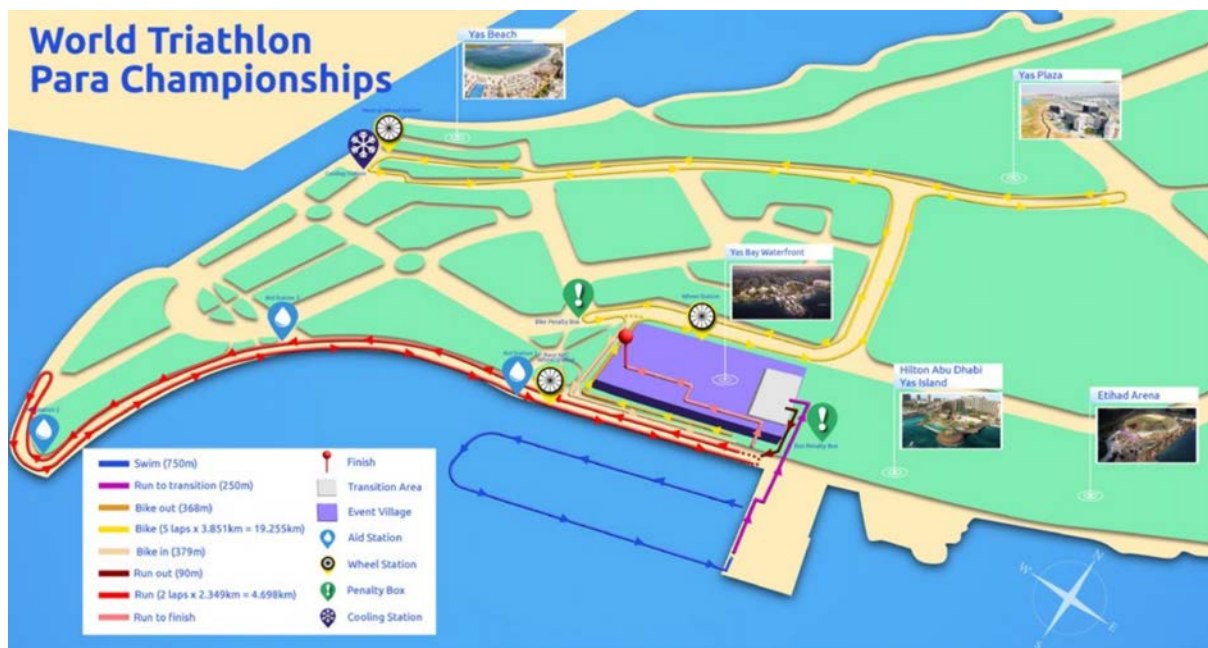 World Triathlon
Para Championships
Yas Beach
Yas Plaza
Cooling Station
Yas Bay Waterfront
Wheel Station
Bike Penalty Box
Aid Station
Hilton Abu Dhabi
Yas Island
Etihad Arena
Penalty Box
Swim (750m)
Run to transition (250m)
Bike out (368m)
Bike (5 laps x 3.851km = 19.255km)
Bike in (379m)
Run out (90m)
Run (2 laps x 2.349km = 4.698km)
Run to finish
Finish
Transition Area
Event Village
Aid Station
Wheel Station
Penalty Box
Cooling Station
N
W
E
S